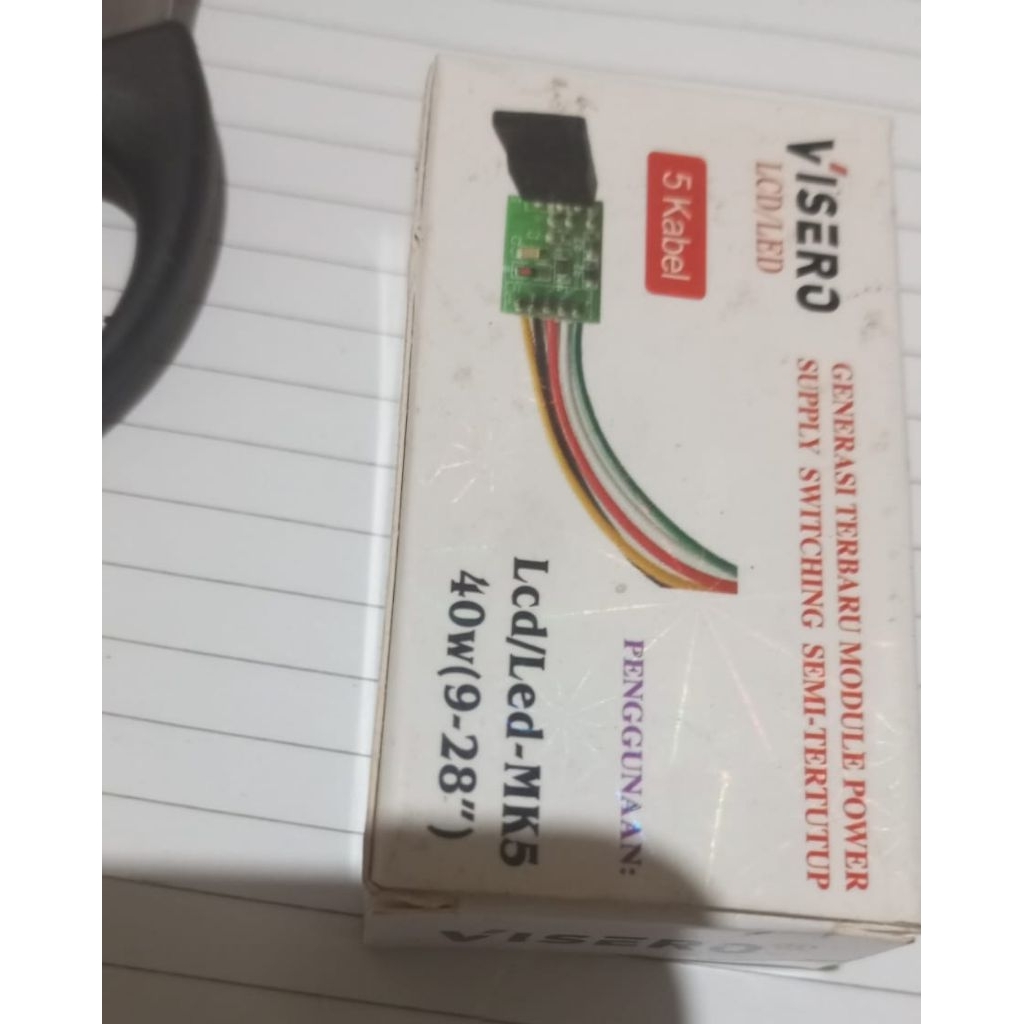 VISERO
LCD/LED
GENERASI TERBARU MODULE POWER
SUPPLY SWITCHING SEMI-TERTUTUP
5 Kabel
PENGGUNAAN:
Lcd/Led-MK5
40w(9-28")
VISERO